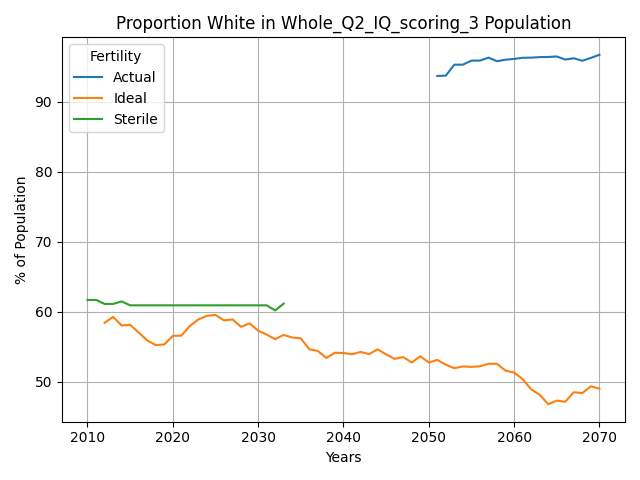 Proportion White in Whole_Q2_IQ_scoring_3 Population
Fertility
Actual
Ideal
Sterile
% of Population
90
80
70
60
50
2010 2020 2030 2040 2050 2060 2070
Years